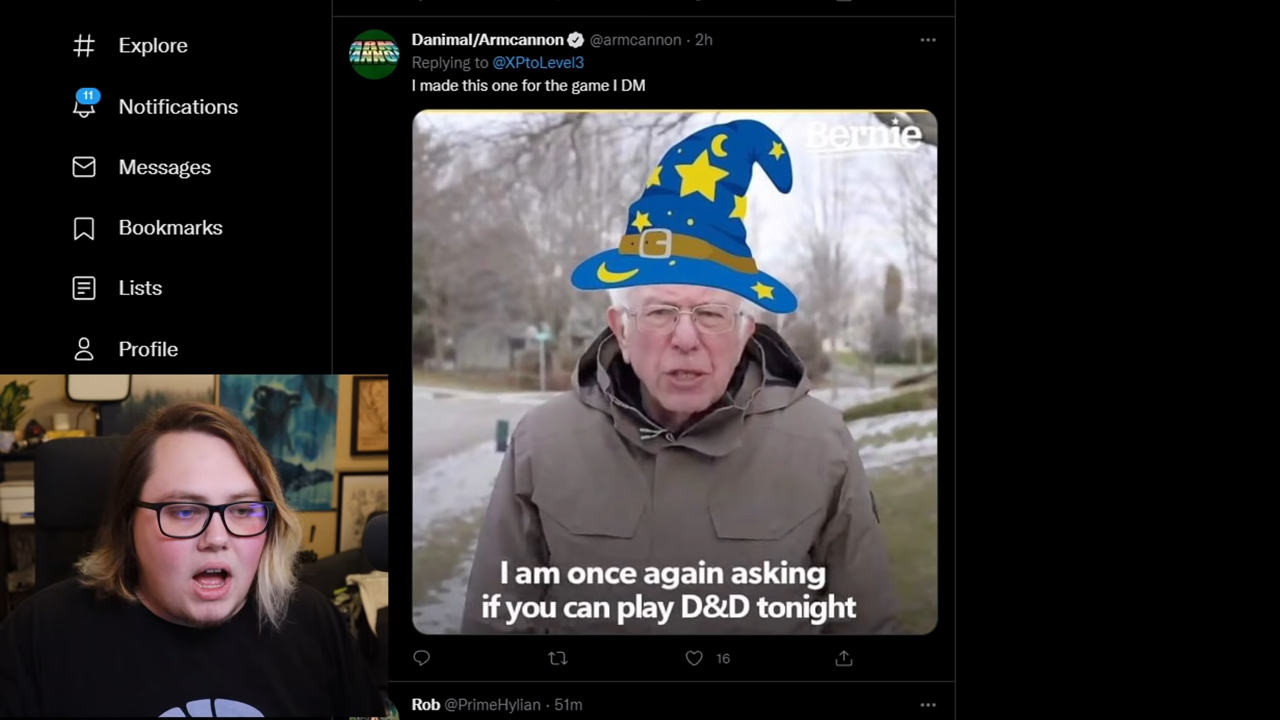 Explore
11
Notifications
Messages
Bookmarks
Lists
Profile
Danimal/Armcannon @armcannon · 2h
Replying to @XPtoLevel3
I made this one for the game I DM
Bernie
I am once again asking
if you can play D&D tonight
16
Rob @PrimeHylian · 51m